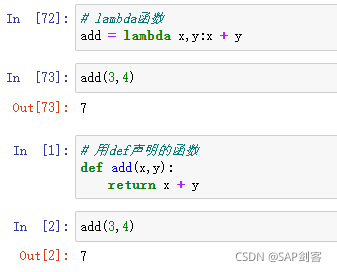 In [72]: # lambda函数
add = lambda x,y:x + y
In [73]: add(3,4)
Out[73]: 7
In [1]: # 用def声明的函数
def add(x,y):
    return x + y
In [2]: add(3,4)
Out[2]: 7
CSDN @SAP剑客